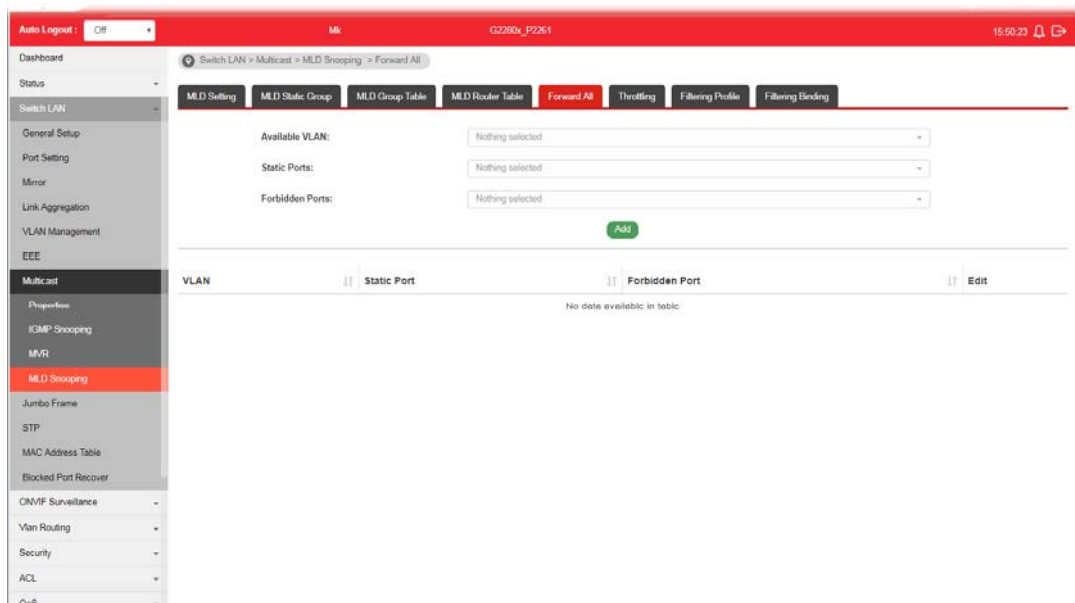 Auto Logout : Off Mk G2280x_P2261 15:50:23
Dashboard
Status
Switch LAN
General Setup
Port Setting
Mirror
Link Aggregation
VLAN Management
EEE
Multicast
Properties
IGMP Snooping
MVR
MLD Snooping
Jumbo Frame
STP
MAC Address Table
Blocked Port Recover
ONVIF Surveillance
Vlan Routing
Security
ACL
QoS
Switch LAN > Multicast > MLD Snooping > Forward All
MLD Setting MLD Static Group MLD Group Table MLD Router Table Forward All Throttling Filtering Profile Filtering Binding
Available VLAN: Nothing selected
Static Ports: Nothing selected
Forbidden Ports: Nothing selected
Add
VLAN Static Port Forbidden Port Edit
No data available in table